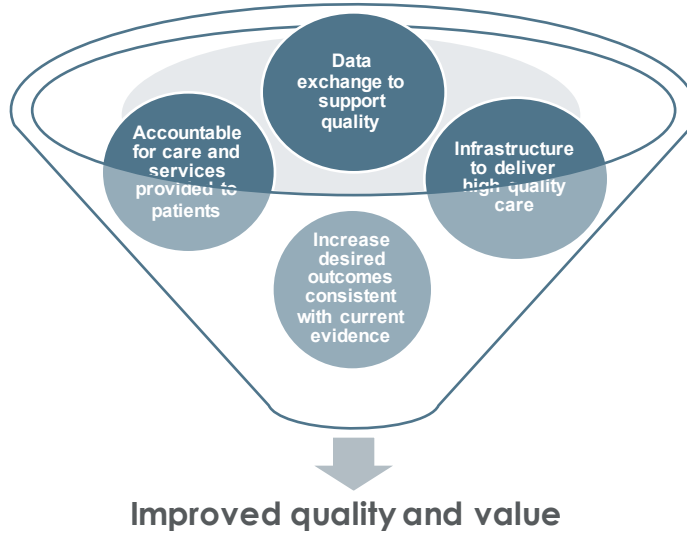 Data
exchange to
support
quality
Accountable
for care and
services
provided to
patients
Infrastructure
to deliver
high quality
care
Increase
desired
outcomes
consistent
with current
evidence
Improved quality and value